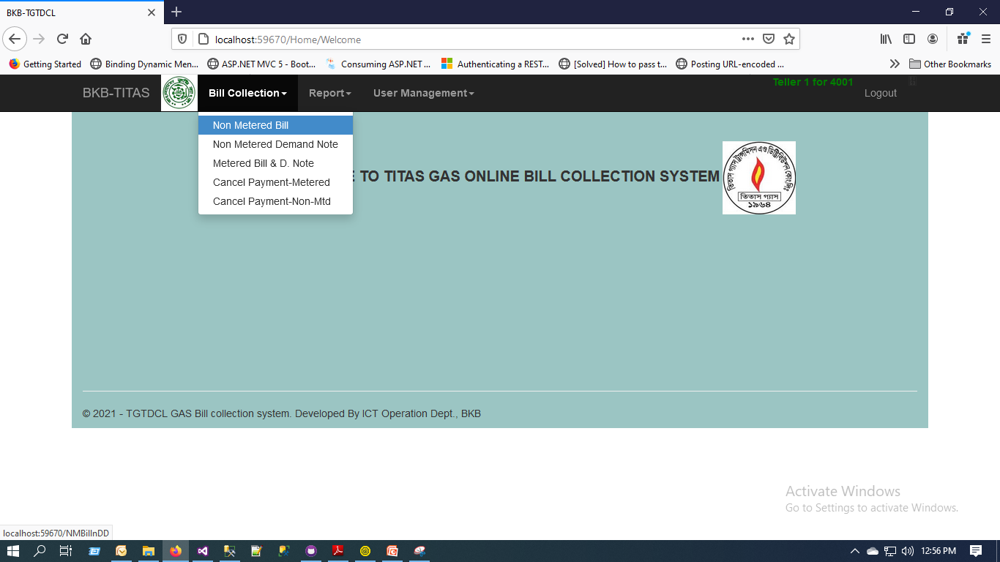 BKB-TGTDCL
localhost:59670/Home/Welcome
Getting Started
Binding Dynamic Men...
ASP.NET MVC 5 - Boot...
Consuming ASP.NET ...
Authenticating a REST...
[Solved] How to pass t...
Posting URL-encoded ...
Other Bookmarks
BKB-TITAS
Bill Collection
Report
User Management
Teller 1 for 4001
Logout
Non Metered Bill
Non Metered Demand Note
Metered Bill & D. Note
Cancel Payment-Metered
Cancel Payment-Non-Mtd
TO TITAS GAS ONLINE BILL COLLECTION SYSTEM
তিতাস গ্যাস ট্রান্সমিশন এণ্ড ডিস্ট্রিবিউশন কোং লিঃ
তিতাস গ্যাস
১৯৬৪
© 2021 - TGTDCL GAS Bill collection system. Developed By ICT Operation Dept., BKB
Activate Windows
Go to Settings to activate Windows.
localhost:59670/NMBillnDD
12:56 PM